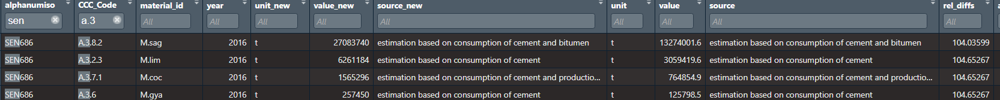 alphanumiso CCC_Code material_id year unit_new value_new source_new unit value source rel_diffs
sen a.3 All All All All All All All All All
SEN686 A.3.8.2 M.sag 2016 t 27083740 estimation based on consumption of cement and bitumen t 13274001.6 estimation based on consumption of cement and bitumen 104.03599
SEN686 A.3.2.3 M.lim 2016 t 6261184 estimation based on consumption of cement t 3059419.6 estimation based on consumption of cement 104.65267
SEN686 A.3.7.1 M.coc 2016 t 1565296 estimation based on consumption of cement and productio... t 764854.9 estimation based on consumption of cement and productio... 104.65267
SEN686 A.3.6 M.gya 2016 t 257450 estimation based on consumption of cement t 125798.5 estimation based on consumption of cement 104.65267